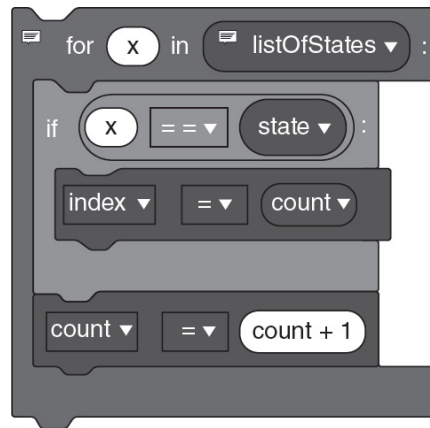 for x in listOfStates ▾ :
if x == ▾ state ▾ :
index ▾ = ▾ count ▾
count ▾ = ▾ count + 1